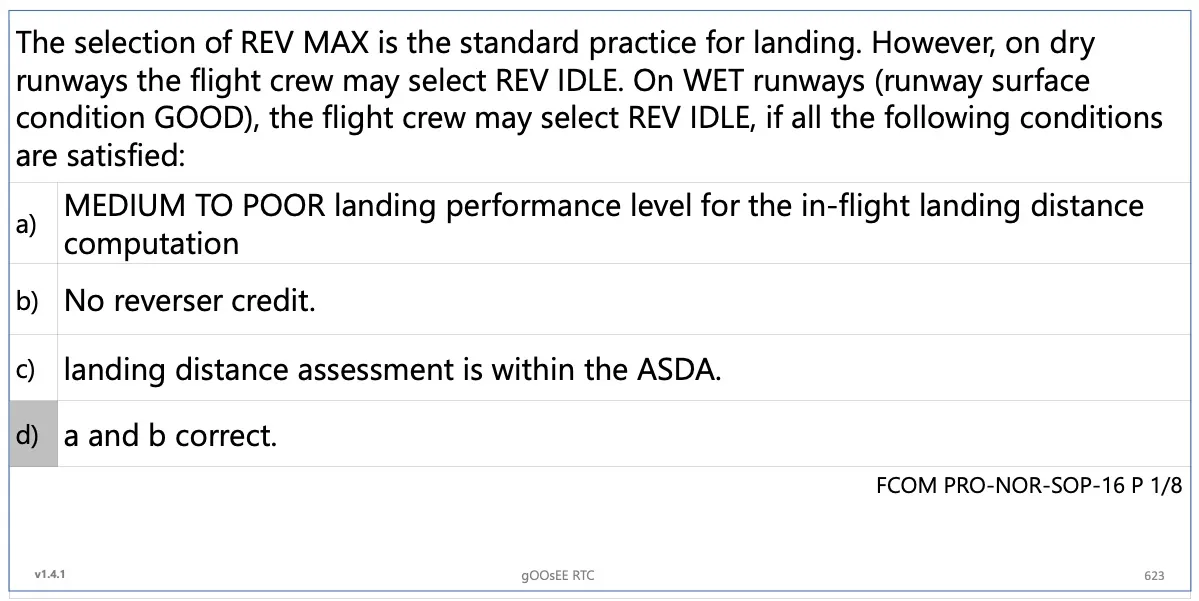 The selection of REV MAX is the standard practice for landing. However, on dry
runways the flight crew may select REV IDLE. On WET runways (runway surface
condition GOOD), the flight crew may select REV IDLE, if all the following conditions
are satisfied:
a) MEDIUM TO POOR landing performance level for the in-flight landing distance
computation
b) No reverser credit.
c) landing distance assessment is within the ASDA.
d) a and b correct.
FCOM PRO-NOR-SOP-16 P 1/8
v1.4.1 gOOsEE RTC 623